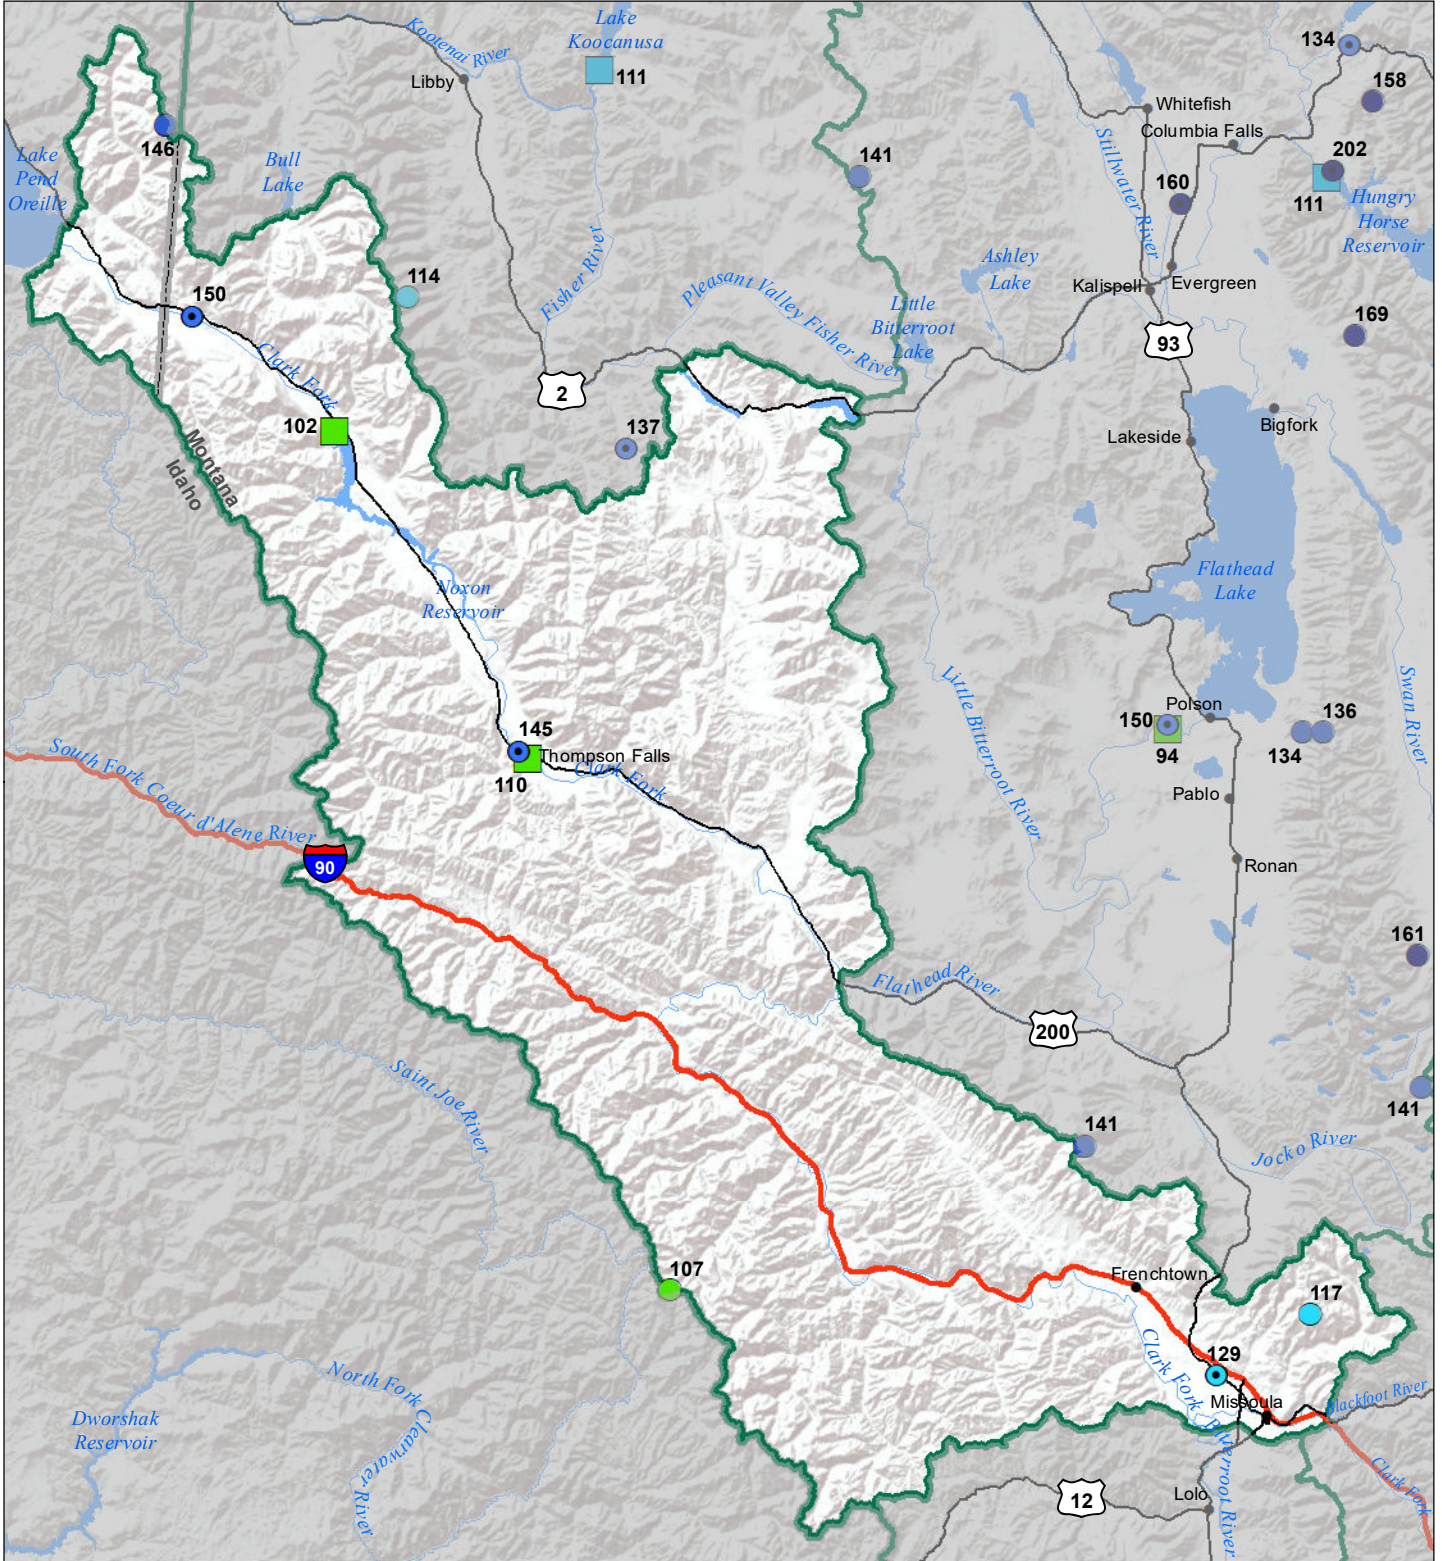 Lake
Koocanusa
Kootenai River
134
Libby
111
158
Whitefish
Columbia Falls
146
Stillwater River
Lake
Pend
Oreille
Bull
Lake
141
202
160
111
Hungry
Horse
Reservoir
Fisher River
Ashley
Lake
114
Pleasant Valley Fisher River
Kalispell
Evergreen
150
Little
Bitterroot
Lake
169
93
Clark Fork
2
102
137
Lakeside
Bigfork
Montana
Idaho
Flathead
Lake
Noxon
Reservoir
Little Bitterroot River
Swan River
Polson
150
136
94
134
145
Thompson Falls
110
Clark Fork
South Fork Coeur d'Alene River
Pablo
90
Ronan
161
Flathead River
200
Saint Joe River
141
141
Jocko River
107
Frenchtown
117
129
Clark Fork
Missoula
Blackfoot River
North Fork Clearwater
River
Dworshak
Reservoir
Bitterroot River
Clark Fork
12
Lolo